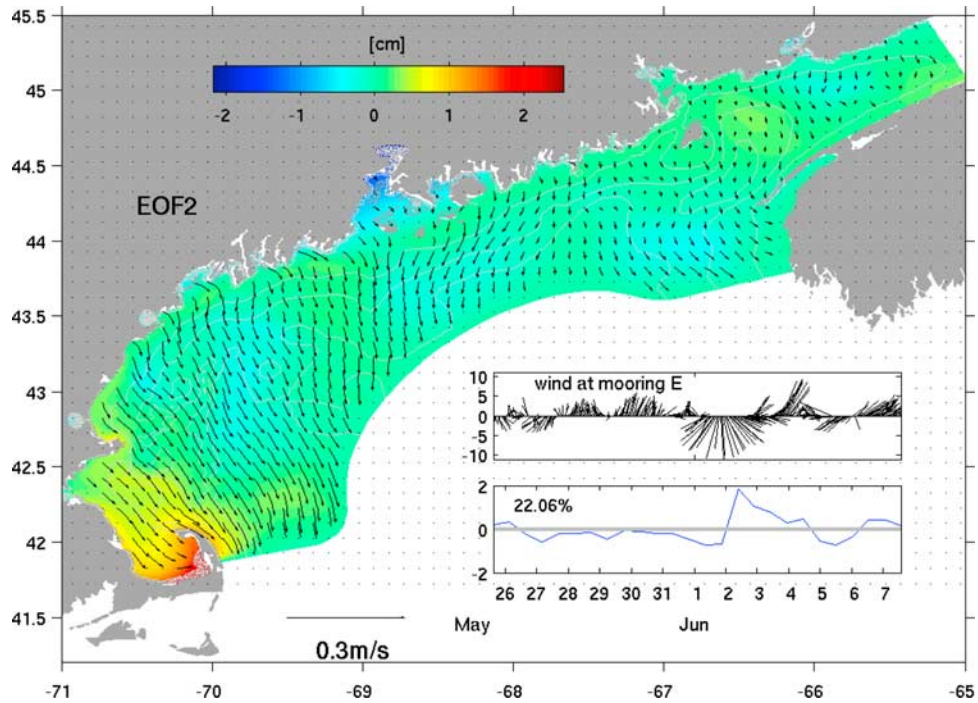 45.5
[cm]
-2 -1 0 1 2
45
44.5
EOF2
44
43.5
43
42.5
42
41.5
10
5
0
-5
-10
wind at mooring E
2
0
-2
22.06%
26 27 28 29 30 31 1 2 3 4 5 6 7
May Jun
0.3m/s
-71 -70 -69 -68 -67 -66 -65